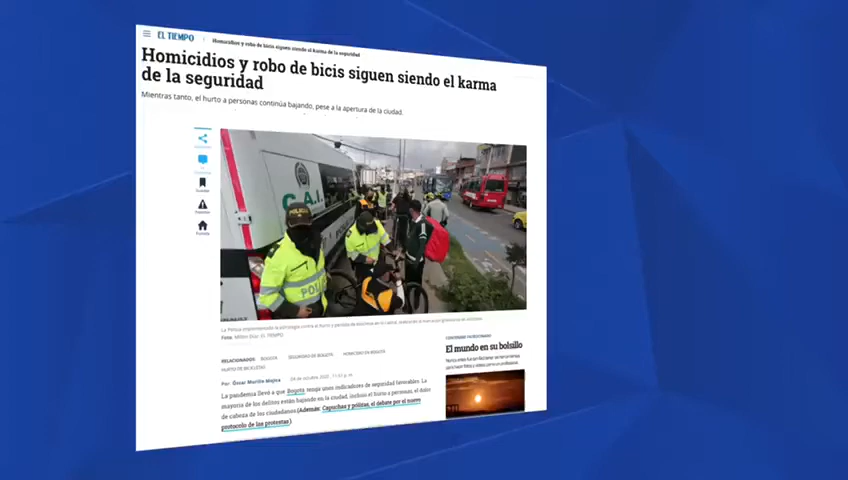 EL TIEMPO
Homicidios y robo de bicis siguen siendo el karma de la seguridad
Homicidios y robo de bicis siguen siendo el karma
de la seguridad
Mientras tanto, el hurto a personas continúa bajando, pese a la apertura de la ciudad.
C.A.I.
POLI
Foto:
EL TIEMPO
RELACIONADOS:
BOGOTÁ
SEGURIDAD EN BOGOTÁ
HOMICIDIO EN BOGOTÁ
HURTO DE BICICLETAS
El mundo en su bolsillo
Por: Óscar Murillo Mojica
La pandemia llevó a que Bogotá tenga unos indicadores de seguridad favorables. La
mayoría de los delitos están bajando en la ciudad, incluso el hurto a personas, el dolor
de cabeza de los ciudadanos (Además: Capuchas y policías, el debate por el nuevo
protocolo de las protestas)